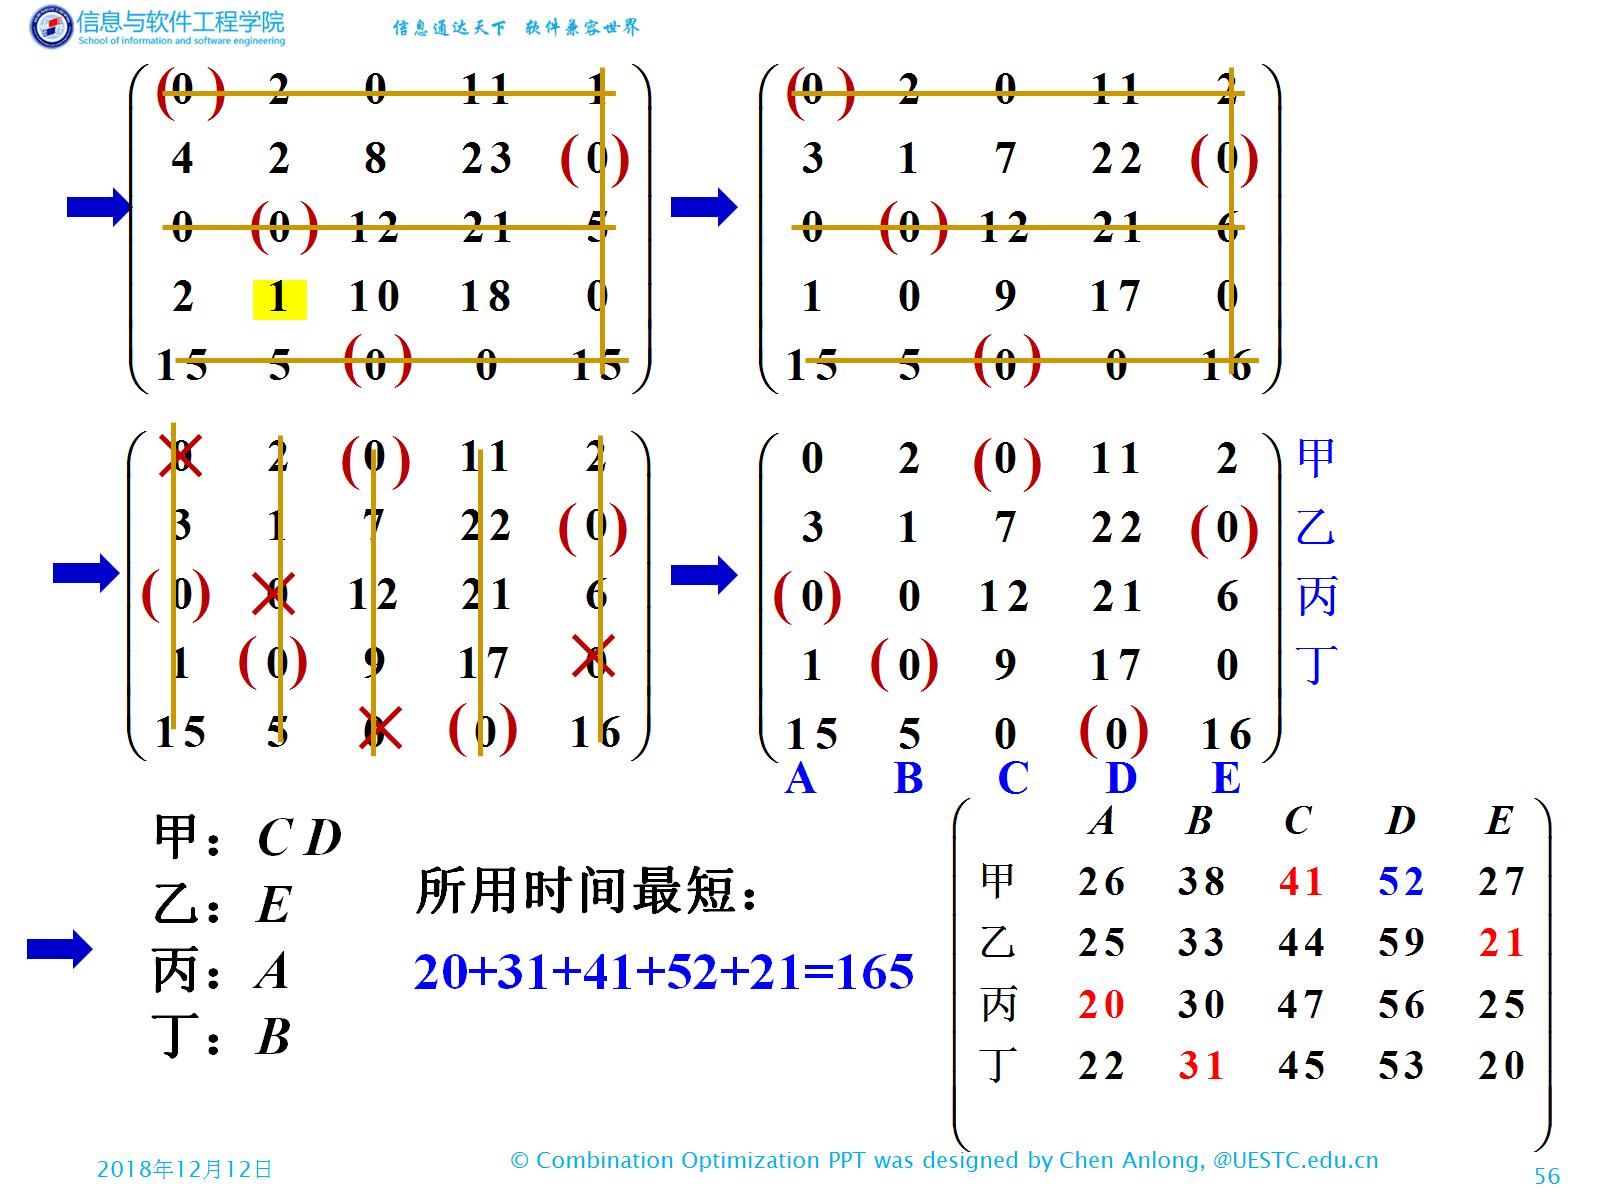 信息与软件工程学院
School of information and software engineering
信息通达天下 软件兼容世界
(0) 2 0 11 1
4 2 8 23 (0)
0 (0) 12 21 5
2 1 10 18 0
15 5 (0) 0 15
(0) 2 0 11 2
3 1 7 22 (0)
0 (0) 12 21 6
1 0 9 17 0
15 5 (0) 0 16
0 2 (0) 11 2
3 1 7 22 (0)
(0) 0 12 21 6
1 (0) 9 17 0
15 5 0 (0) 16
0 2 (0) 11 2 甲
3 1 7 22 (0) 乙
(0) 0 12 21 6 丙
1 (0) 9 17 0 丁
15 5 0 (0) 16
A B C D E
甲：C D
乙：E
丙：A
丁：B
所用时间最短：
20+31+41+52+21=165
A B C D E
甲 26 38 41 52 27
乙 25 33 44 59 21
丙 20 30 47 56 25
丁 22 31 45 53 20
2018年12月12日
© Combination Optimization PPT was designed by Chen Anlong, @UESTC.edu.cn
56